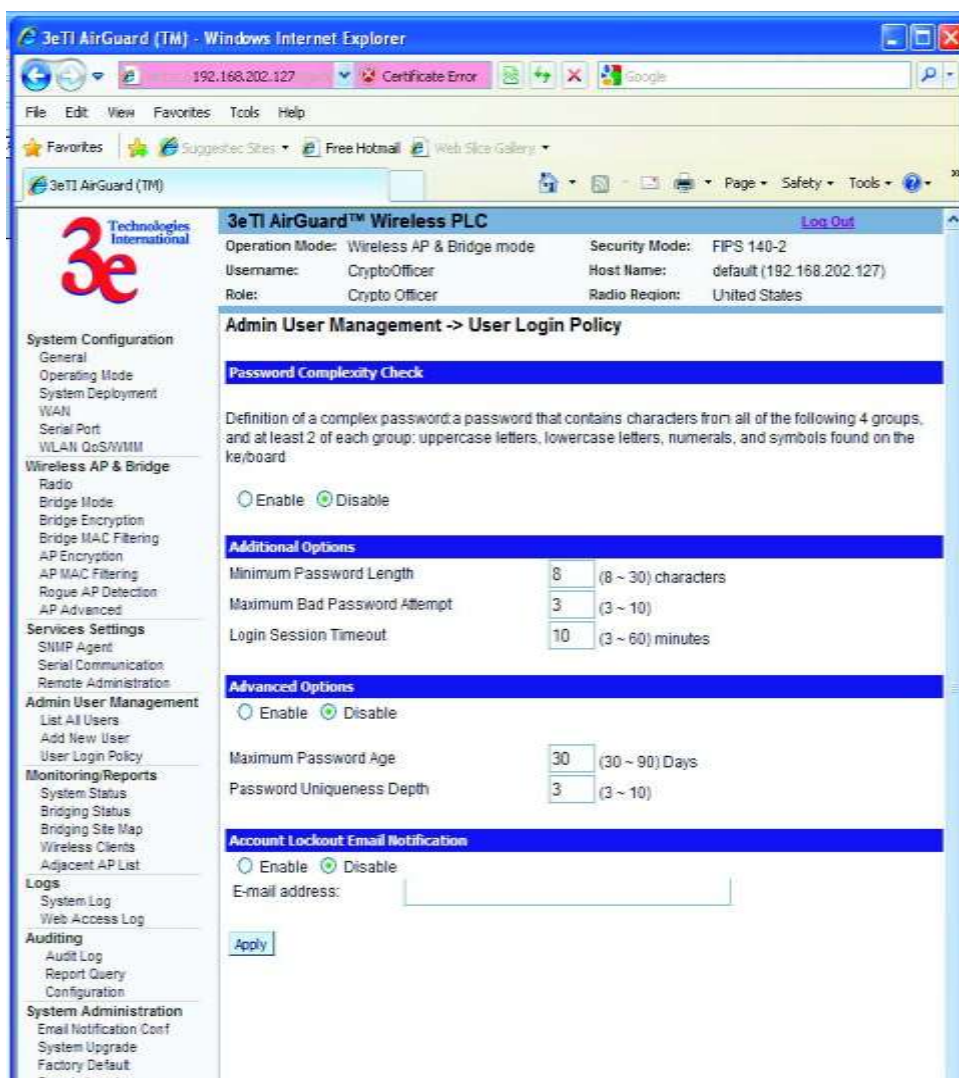 3eTI AirGuard (TM) - Windows Internet Explorer
192.168.202.127 Certificate Error Google
File Edit View Favorites Tools Help
Favorites Suggested Sites Free Hotmail Web Slice Gallery
3eTI AirGuard (TM) Page Safety Tools
3e Technologies International
3eTI AirGuard™ Wireless PLC Log Out
Operation Mode: Wireless AP & Bridge mode Security Mode: FIPS 140-2
Username: CryptoOfficer Host Name: default (192.168.202.127)
Role: Crypto Officer Radio Region: United States
System Configuration
General
Operating Mode
System Deployment
WAN
Serial Port
WLAN QoS/WMM
Wireless AP & Bridge
Radio
Bridge Mode
Bridge Encryption
Bridge MAC Filtering
AP Encryption
AP MAC Filtering
Rogue AP Detection
AP Advanced
Services Settings
SNMP Agent
Serial Communication
Remote Administration
Admin User Management
List All Users
Add New User
User Login Policy
Monitoring/Reports
System Status
Bridging Status
Bridging Site Map
Wireless Clients
Adjacent AP List
Logs
System Log
Web Access Log
Auditing
Audit Log
Report Query
Configuration
System Administration
Email Notification Conf
System Upgrade
Factory Default
Admin User Management -> User Login Policy
Password Complexity Check
Definition of a complex password:a password that contains characters from all of the following 4 groups,
and at least 2 of each group: uppercase letters, lowercase letters, numerals, and symbols found on the
keyboard
Enable Disable
Additional Options
Minimum Password Length 8 (8 ~ 30) characters
Maximum Bad Password Attempt 3 (3 ~ 10)
Login Session Timeout 10 (3 ~ 60) minutes
Advanced Options
Enable Disable
Maximum Password Age 30 (30 ~ 90) Days
Password Uniqueness Depth 3 (3 ~ 10)
Account Lockout Email Notification
Enable Disable
E-mail address:
Apply